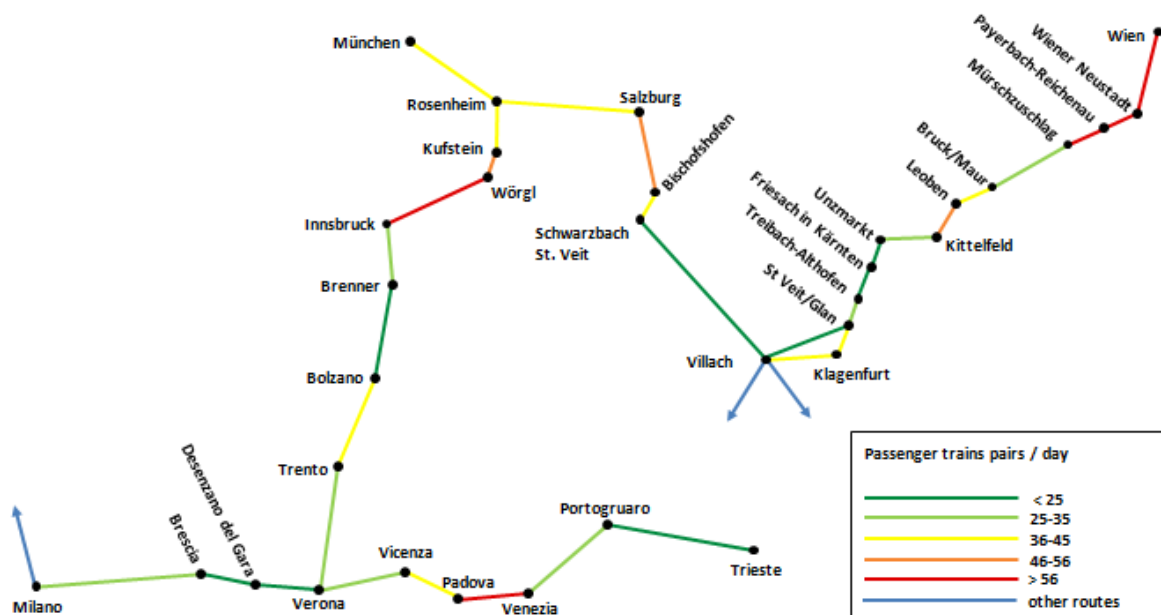 München
Rosenheim
Kufstein
Wörgl
Innsbruck
Brenner
Bolzano
Trento
Salzburg
Bischofshofen
Schwarzbach
St. Veit
Villach
Klagenfurt
St Veit/Glan
Treibach-Althofen
Friesach in Kärnten
Unzmarkt
Kittelfeld
Leoben
Bruck/Maur
Mürschzuschlag
Payerbach-Reichenau
Wiener Neustadt
Wien
Milano
Brescia
Desenzano del Gara
Verona
Vicenza
Padova
Venezia
Portogruaro
Trieste
Passenger trains pairs / day
< 25
25-35
36-45
46-56
> 56
other routes